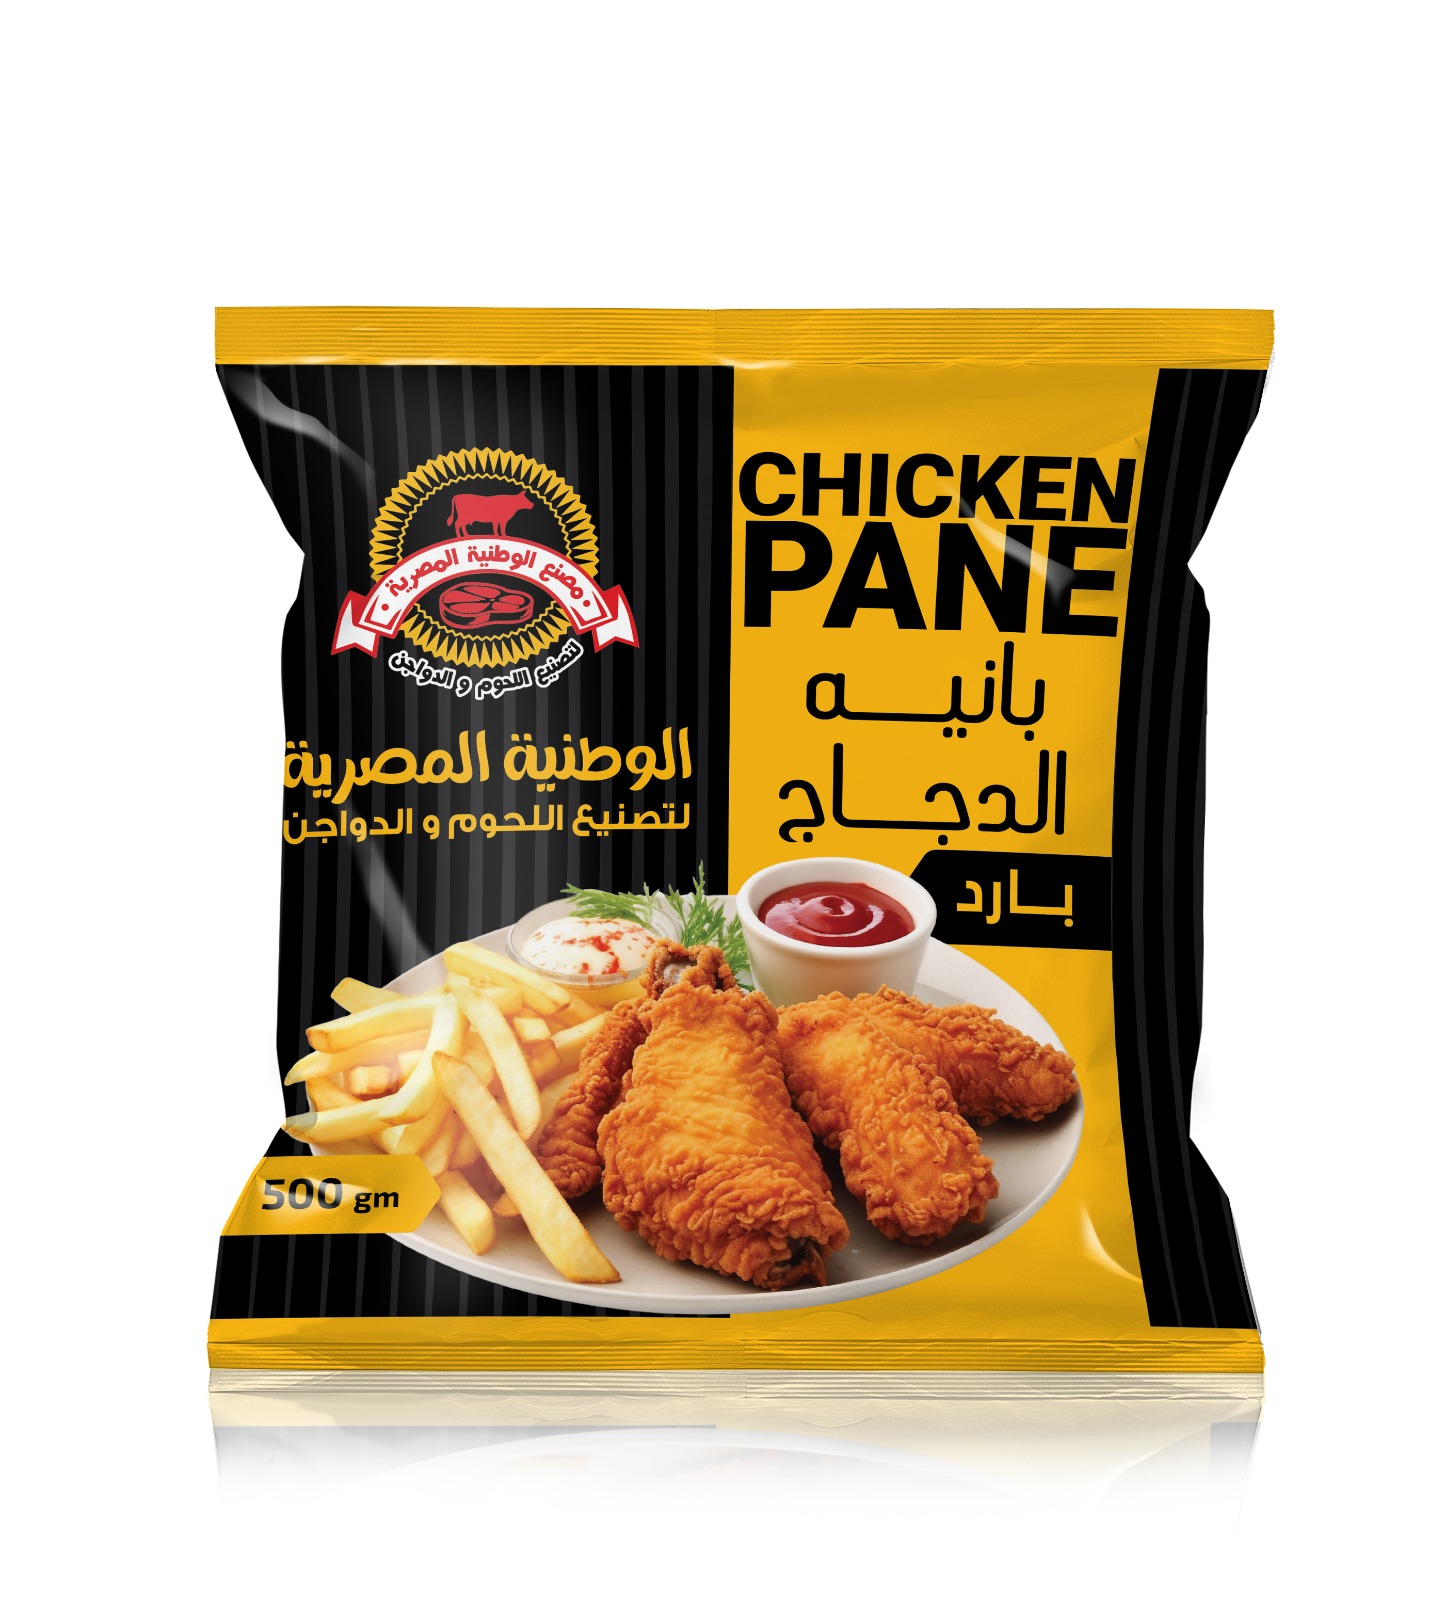 CHICKEN
PANE
بانيه
الدجاج
بارد
مصنع الوطنية المصرية
لتصنيع اللحوم و الدواجن
الوطنية المصرية
لتصنيع اللحوم و الدواجن
500 gm